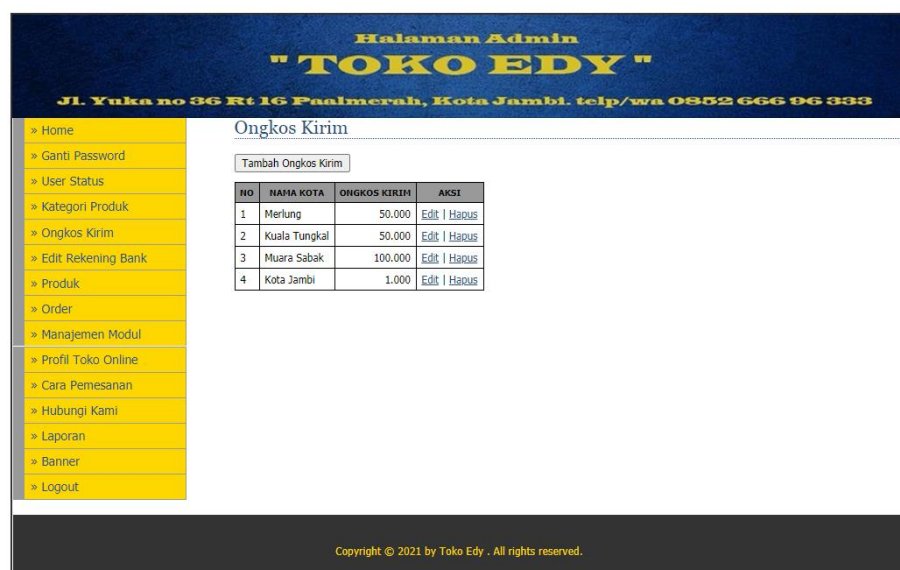 Halaman Admin
" TOKO EDY "
Jl. Yuka no 36 Rt 16 Paalmerah, Kota Jambi. telp/wa 0852 666 96 333
» Home
» Ganti Password
» User Status
» Kategori Produk
» Ongkos Kirim
» Edit Rekening Bank
» Produk
» Order
» Manajemen Modul
» Profil Toko Online
» Cara Pemesanan
» Hubungi Kami
» Laporan
» Banner
» Logout
Ongkos Kirim
Tambah Ongkos Kirim
NO NAMA KOTA ONGKOS KIRIM AKSI
1 Merlung 50.000 Edit | Hapus
2 Kuala Tungkal 50.000 Edit | Hapus
3 Muara Sabak 100.000 Edit | Hapus
4 Kota Jambi 1.000 Edit | Hapus
Copyright © 2021 by Toko Edy . All rights reserved.